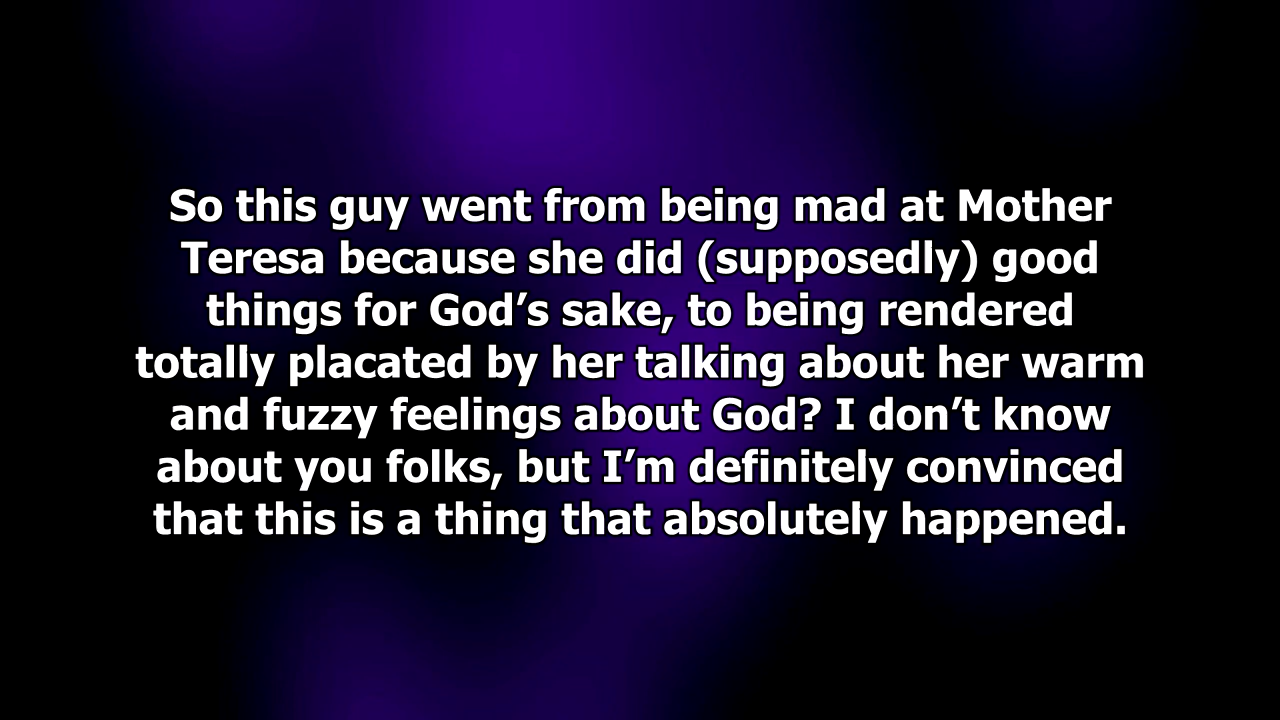 So this guy went from being mad at Mother
Teresa because she did (supposedly) good
things for God’s sake, to being rendered
totally placated by her talking about her warm
and fuzzy feelings about God? I don’t know
about you folks, but I’m definitely convinced
that this is a thing that absolutely happened.